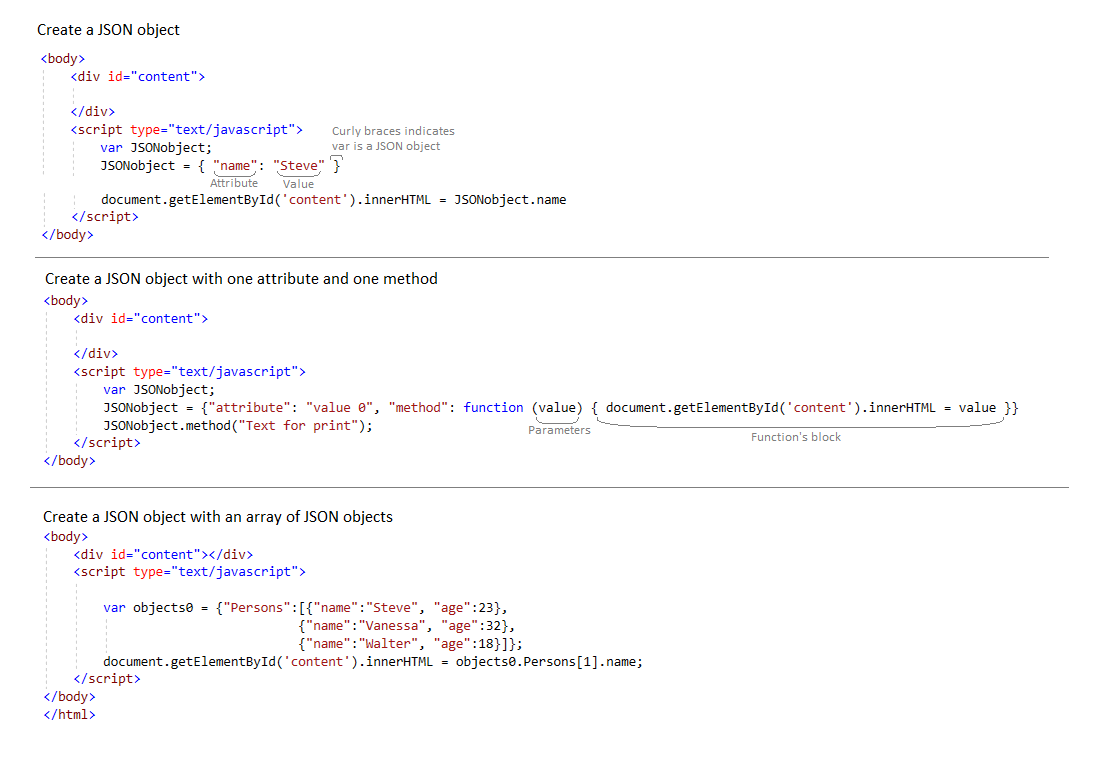 Create a JSON object
<body>
<div id="content">
</div>
<script type="text/javascript">
Curly braces indicates
var is a JSON object
var JSONobject;
JSONobject = { "name": "Steve" }
Attribute Value
document.getElementById('content').innerHTML = JSONobject.name
</script>
</body>
Create a JSON object with one attribute and one method
<body>
<div id="content">
</div>
<script type="text/javascript">
var JSONobject;
JSONobject = {"attribute": "value 0", "method": function (value) { document.getElementById('content').innerHTML = value }}
JSONobject.method("Text for print");
Parameters
Function's block
</script>
</body>
Create a JSON object with an array of JSON objects
<body>
<div id="content"></div>
<script type="text/javascript">
var objects0 = {"Persons":[{"name":"Steve", "age":23},
{"name":"Vanessa", "age":32},
{"name":"Walter", "age":18}]};
document.getElementById('content').innerHTML = objects0.Persons[1].name;
</script>
</body>
</html>